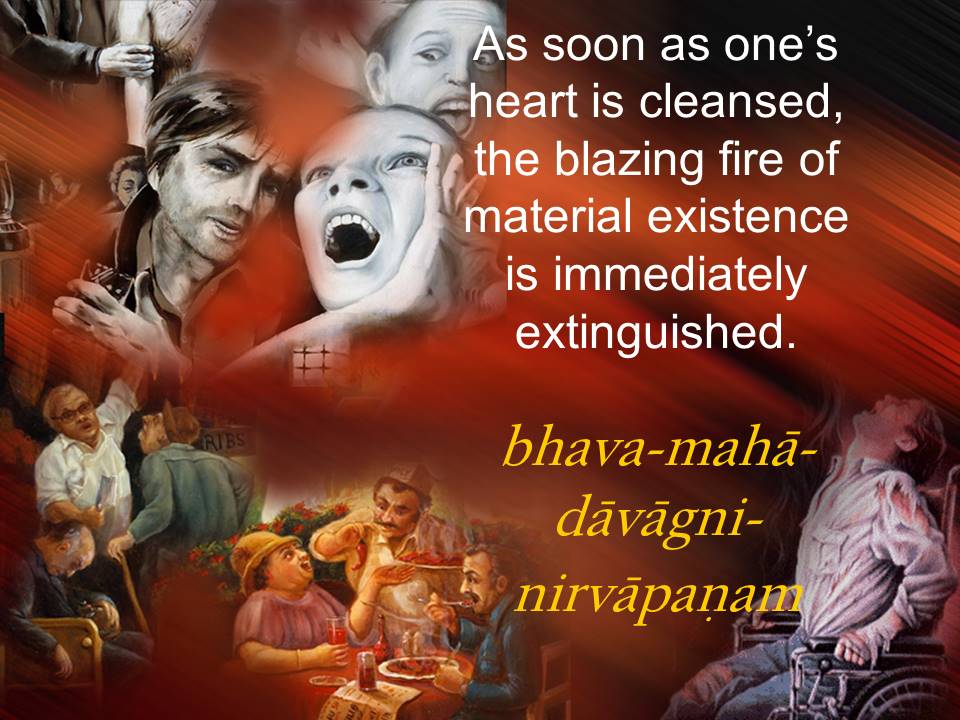 As soon as one’s
heart is cleansed,
the blazing fire of
material existence
is immediately
extinguished.
RIBS
bhava-mahā-
dāvāgni-
nirvāpaṇam